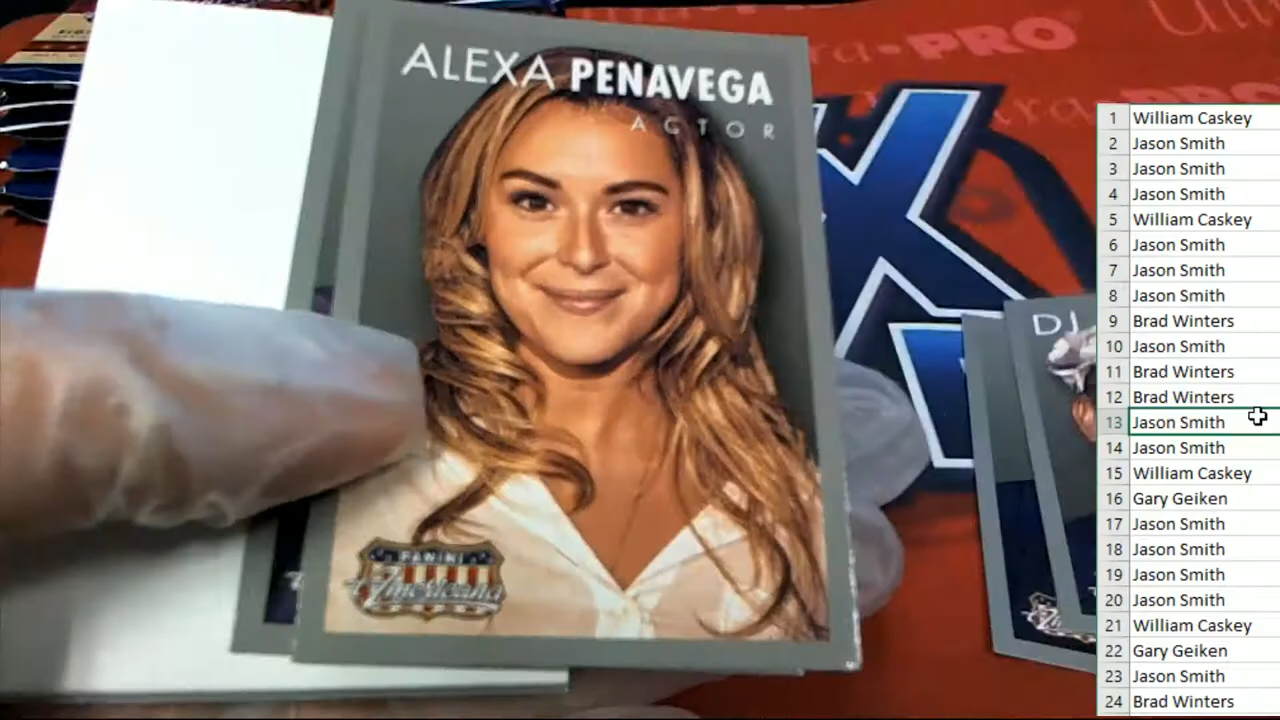 ALEXA PENAVEGA
ACTOR
PANINI
Americana
DJ
PRO
1 William Caskey
2 Jason Smith
3 Jason Smith
4 Jason Smith
5 William Caskey
6 Jason Smith
7 Jason Smith
8 Jason Smith
9 Brad Winters
10 Jason Smith
11 Brad Winters
12 Brad Winters
13 Jason Smith
14 Jason Smith
15 William Caskey
16 Gary Geiken
17 Jason Smith
18 Jason Smith
19 Jason Smith
20 Jason Smith
21 William Caskey
22 Gary Geiken
23 Jason Smith
24 Brad Winters